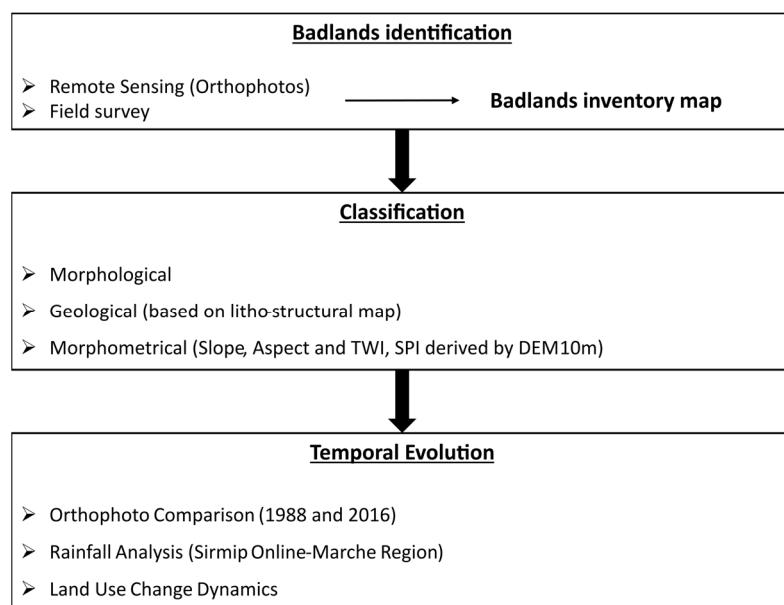 Badlands identification
➢ Remote Sensing (Orthophotos)
➢ Field survey
Badlands inventory map
Classification
➢ Morphological
➢ Geological (based on litho-structural map)
➢ Morphometrical (Slope, Aspect and TWI, SPI derived by DEM10m)
Temporal Evolution
➢ Orthophoto Comparison (1988 and 2016)
➢ Rainfall Analysis (Sirmip Online-Marche Region)
➢ Land Use Change Dynamics